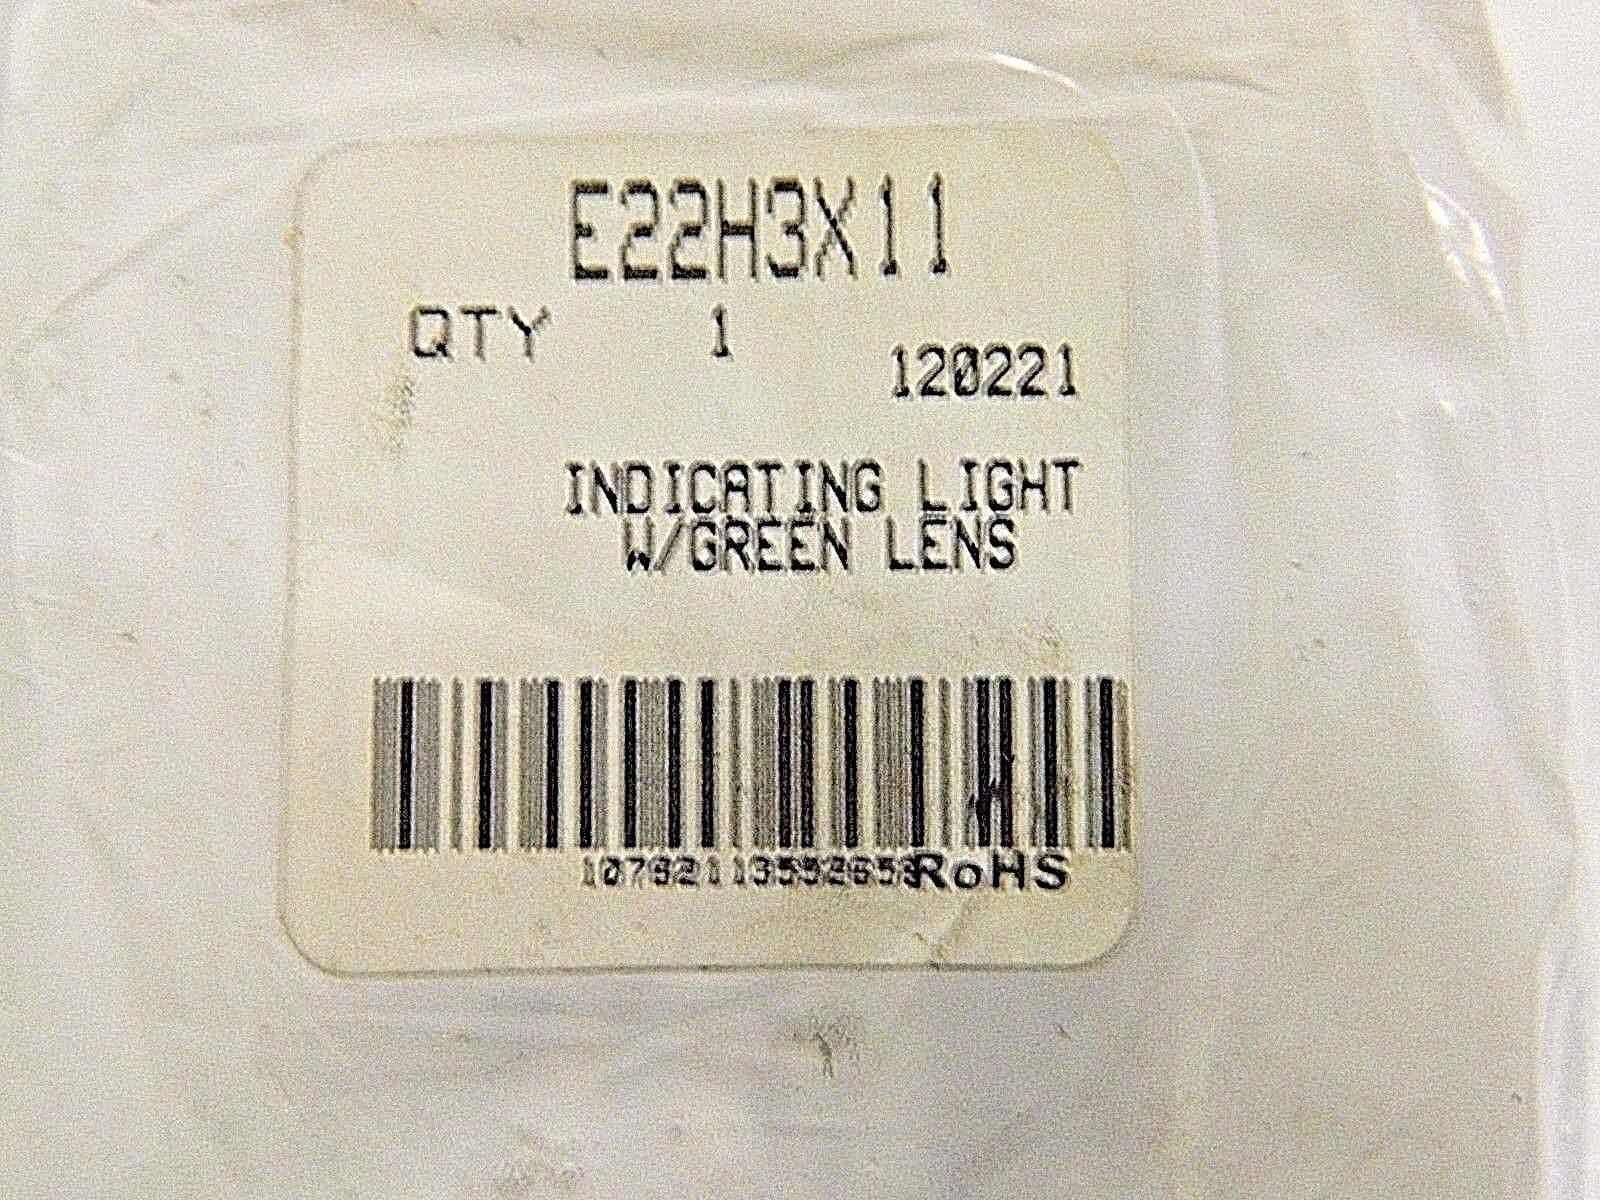 E22H3X11
QTY 1
120221
INDICATING LIGHT
W/GREEN LENS
RoHS